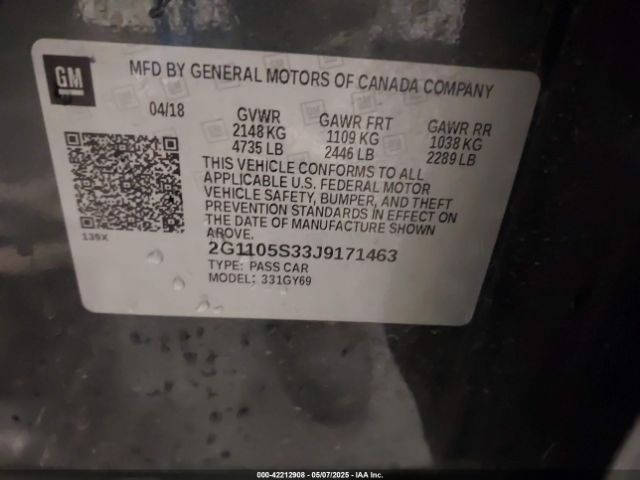 GM
MFD BY GENERAL MOTORS OF CANADA COMPANY
04/18
GVWR
2148 KG
4735 LB
GAWR FRT
1109 KG
2446 LB
GAWR RR
1038 KG
2289 LB
THIS VEHICLE CONFORMS TO ALL
APPLICABLE U.S. FEDERAL MOTOR
VEHICLE SAFETY, BUMPER, AND THEFT
PREVENTION STANDARDS IN EFFECT ON
THE DATE OF MANUFACTURE SHOWN
ABOVE.
139X
2G1105S33J9171463
TYPE: PASS CAR
MODEL: 331GY69
000-42212908 - 05/07/2025 - IAA Inc.